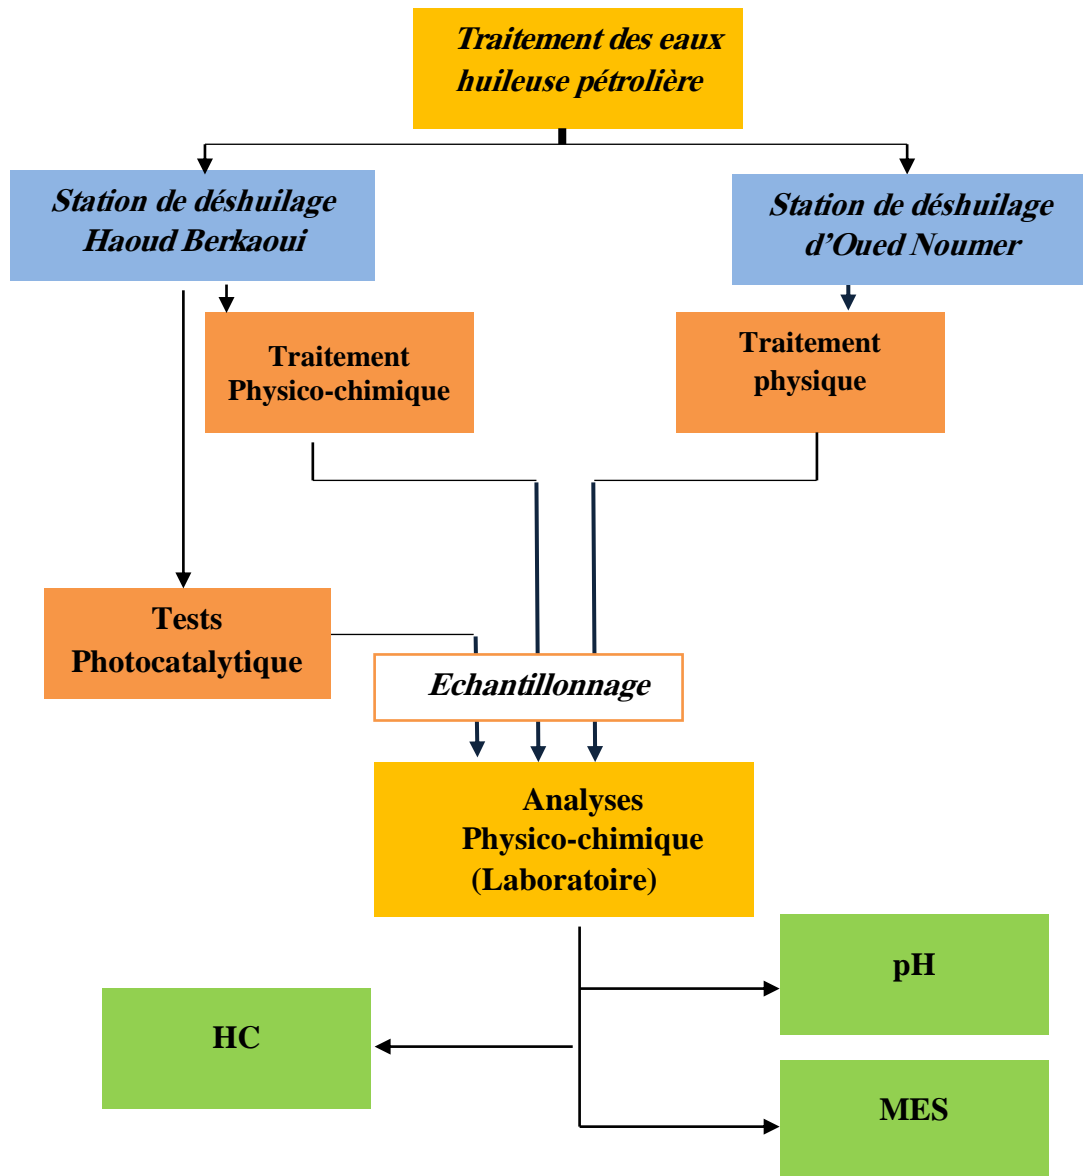 Traitement des eaux
huileuse pétrolière
Station de déshuilage
Haoud Berkaoui
Station de déshuilage
d’Oued Noumer
Traitement
Physico-chimique
Traitement
physique
Tests
Photocatalytique
Echantillonnage
Analyses
Physico-chimique
(Laboratoire)
pH
HC
MES